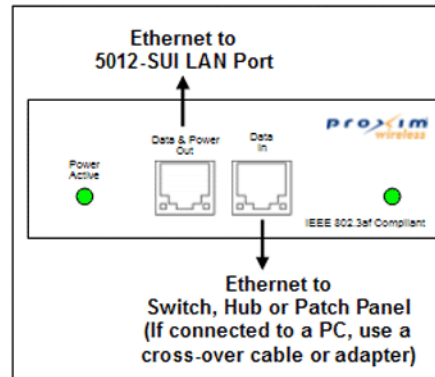 Ethernet to
5012-SUI LAN Port
proxim
wireless
Data & Power
Out
Data
In
Power
Active
IEEE 802.3af Compliant
Ethernet to
Switch, Hub or Patch Panel
(If connected to a PC, use a
cross-over cable or adapter)